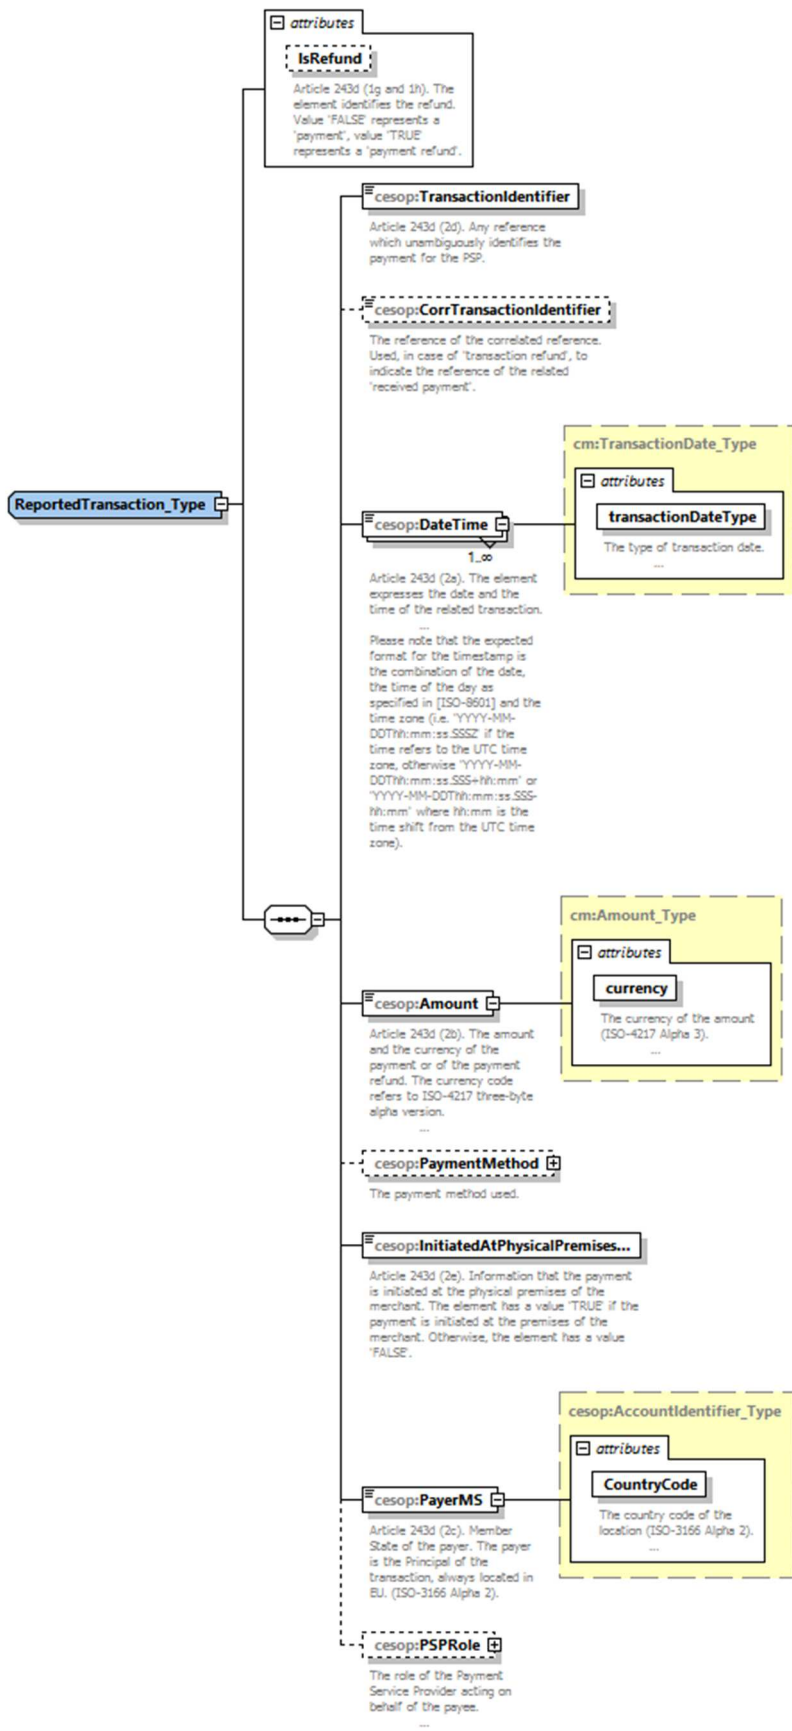 attributes
IsRefund
Article 243d (1g and 1h). The
element identifies the refund.
Value 'FALSE' represents a
'payment', value 'TRUE'
represents a 'payment refund'.
cesop:TransactionIdentifier
Article 243d (2d). Any reference
which unambiguously identifies the
payment for the PSP.
cesop:CorrTransactionIdentifier
The reference of the correlated reference.
Used, in case of 'transaction refund', to
indicate the reference of the related
'received payment'.
cm:TransactionDate_Type
attributes
ReportedTransaction_Type
cesop:DateTime
transactionDateType
1..∞
The type of transaction date.
...
Article 243d (2a). The element
expresses the date and the
time of the related transaction.
...
Please note that the expected
format for the timestamp is
the combination of the date,
the time of the day as
specified in [ISO-8601] and the
time zone (i.e. 'YYYY-MM-
DDThh:mm:ss.SSSZ' if the
time refers to the UTC time
zone, otherwise 'YYYY-MM-
DDThh:mm:ss.SSS+hh:mm' or
'YYYY-MM-DDThh:mm:ss.SSS-
hh:mm' where hh:mm is the
time shift from the UTC time
zone).
cm:Amount_Type
attributes
currency
cesop:Amount
The currency of the amount
(ISO-4217 Alpha 3).
...
Article 243d (2b). The amount
and the currency of the
payment or of the payment
refund. The currency code
refers to ISO-4217 three-byte
alpha version.
...
cesop:PaymentMethod
The payment method used.
cesop:InitiatedAtPhysicalPremises...
Article 243d (2e). Information that the payment
is initiated at the physical premises of the
merchant. The element has a value 'TRUE' if the
payment is initiated at the premises of the
merchant. Otherwise, the element has a value
'FALSE'.
cesop:AccountIdentifier_Type
attributes
CountryCode
cesop:PayerMS
The country code of the
location (ISO-3166 Alpha 2).
...
Article 243d (2c). Member
State of the payer. The payer
is the Principal of the
transaction, always located in
EU. (ISO-3166 Alpha 2).
cesop:PSPRole
The role of the Payment
Service Provider acting on
behalf of the payee.
...